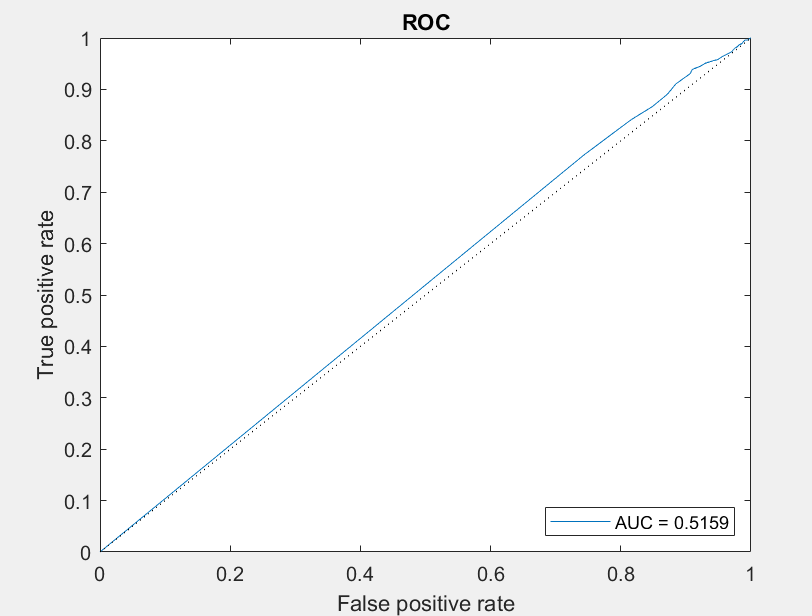 ROC
1
0.9
0.8
0.7
0.6
0.5
0.4
0.3
0.2
0.1
0
True positive rate
AUC = 0.5159
0 0.2 0.4 0.6 0.8 1
False positive rate